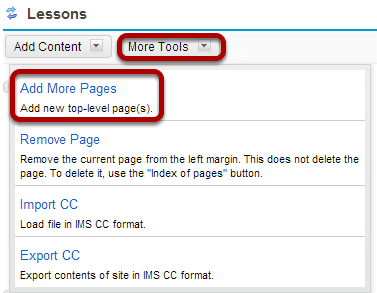 Lessons
Add Content
More Tools
Add More Pages
Add new top-level page(s).
Remove Page
Remove the current page from the left margin. This does not delete the
page. To delete it, use the "Index of pages" button.
Import CC
Load file in IMS CC format.
Export CC
Export contents of site in IMS CC format.